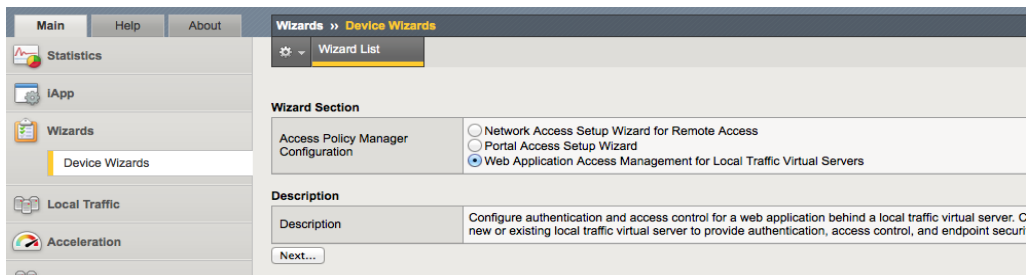 Main Help About
Wizards » Device Wizards
Statistics
Wizard List
iApp
Wizard Section
Wizards
Access Policy Manager
Configuration
Network Access Setup Wizard for Remote Access
Portal Access Setup Wizard
Web Application Access Management for Local Traffic Virtual Servers
Device Wizards
Description
Local Traffic
Description
Configure authentication and access control for a web application behind a local traffic virtual server.
new or existing local traffic virtual server to provide authentication, access control, and endpoint
Acceleration
Next...